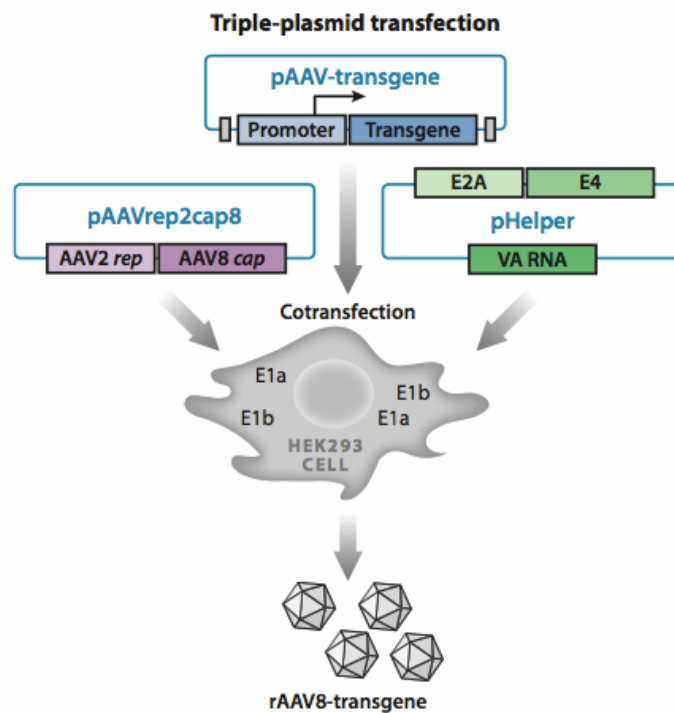 Triple-plasmid transfection
pAAV-transgene
Promoter Transgene
E2A E4
pAAVrep2cap8
pHelper
AAV2 rep AAV8 cap
VA RNA
Cotransfection
E1a
E1b
E1b
E1a
HEK293
CELL
rAAV8-transgene